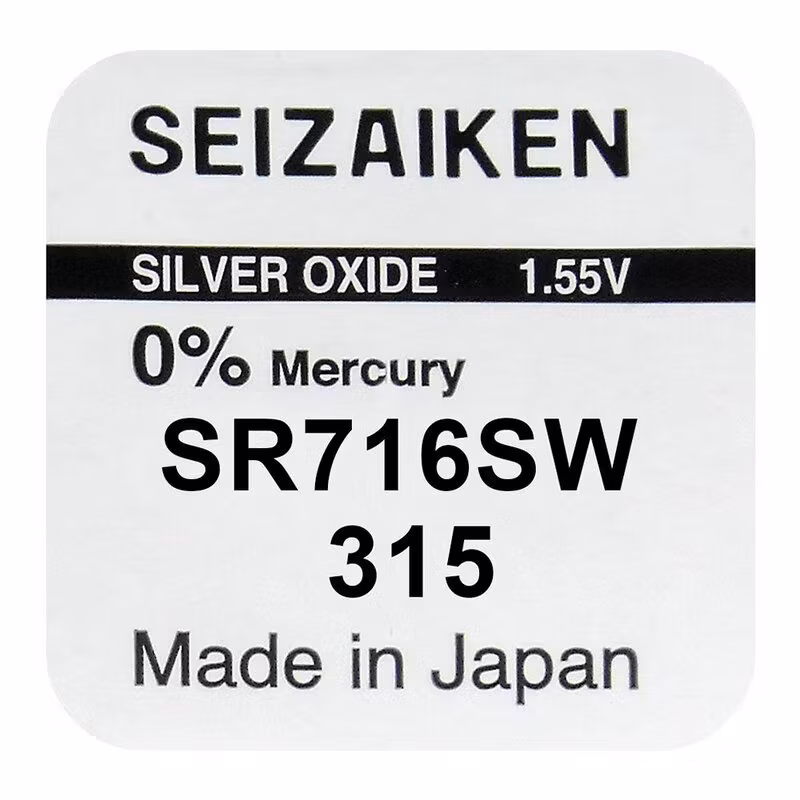 SEIZAIKEN
SILVER OXIDE 1.55V
0% Mercury
SR716SW
315
Made in Japan